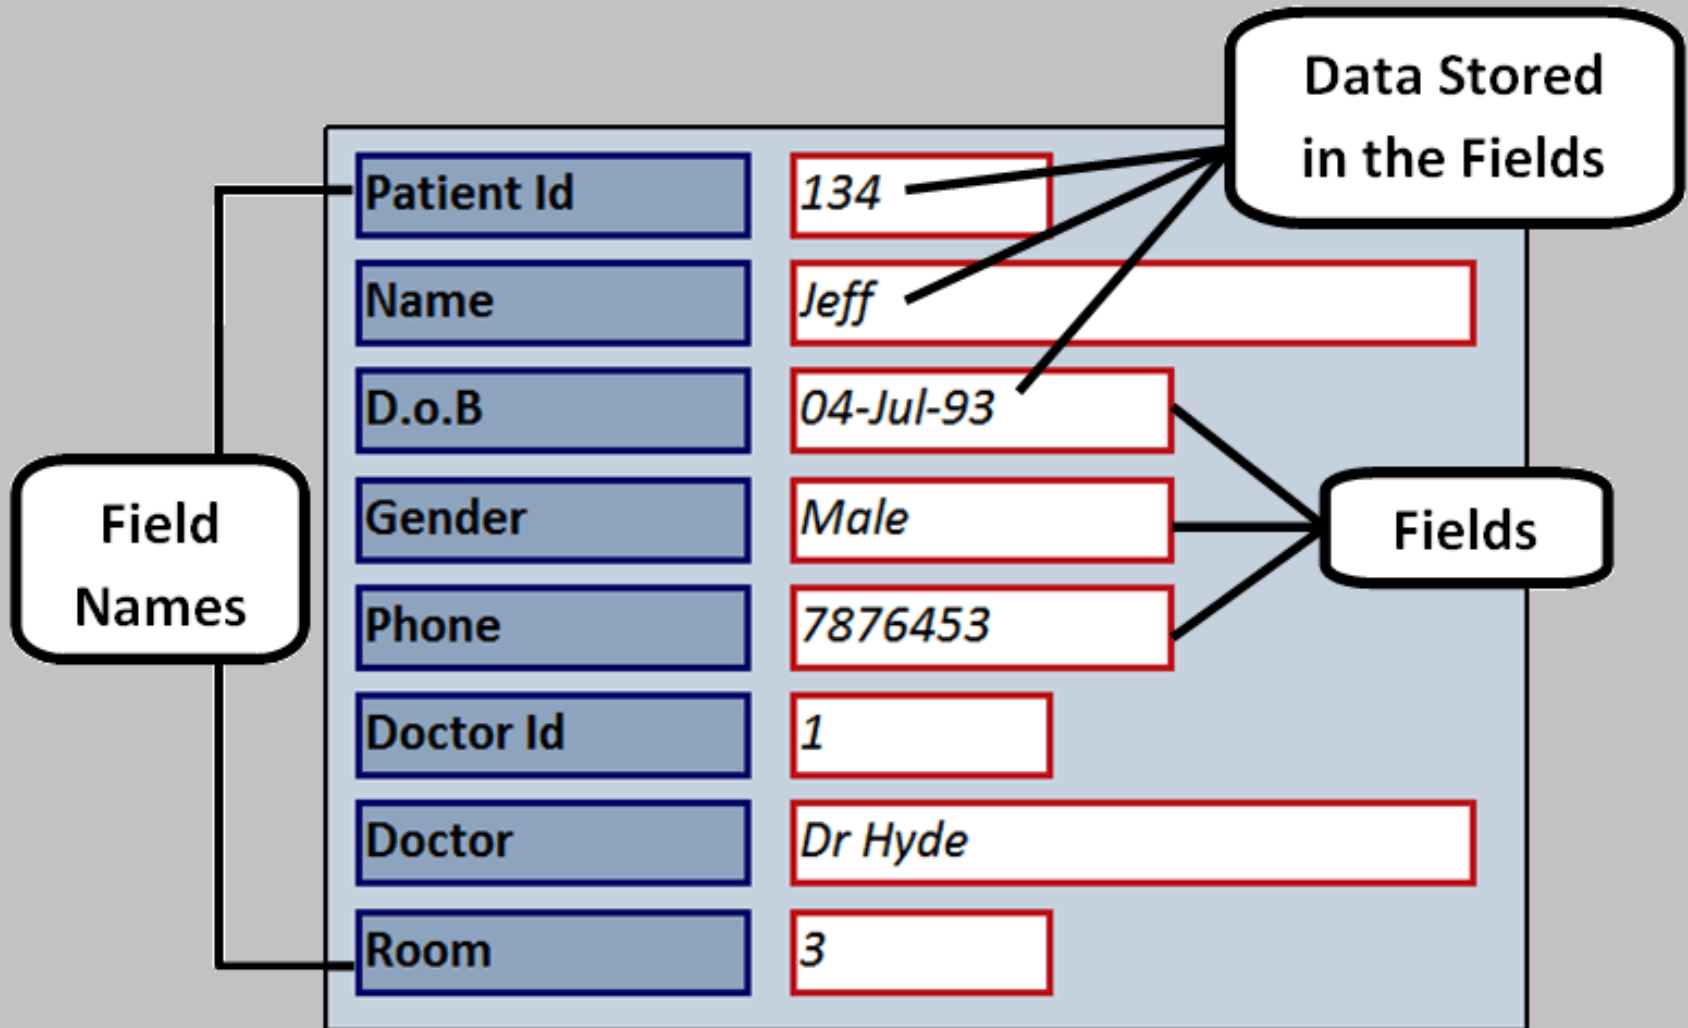 Data Stored
in the Fields
Patient Id 134
Name Jeff
D.o.B 04-Jul-93
Gender Male
Phone 7876453
Doctor Id 1
Doctor Dr Hyde
Room 3
Field
Names
Fields